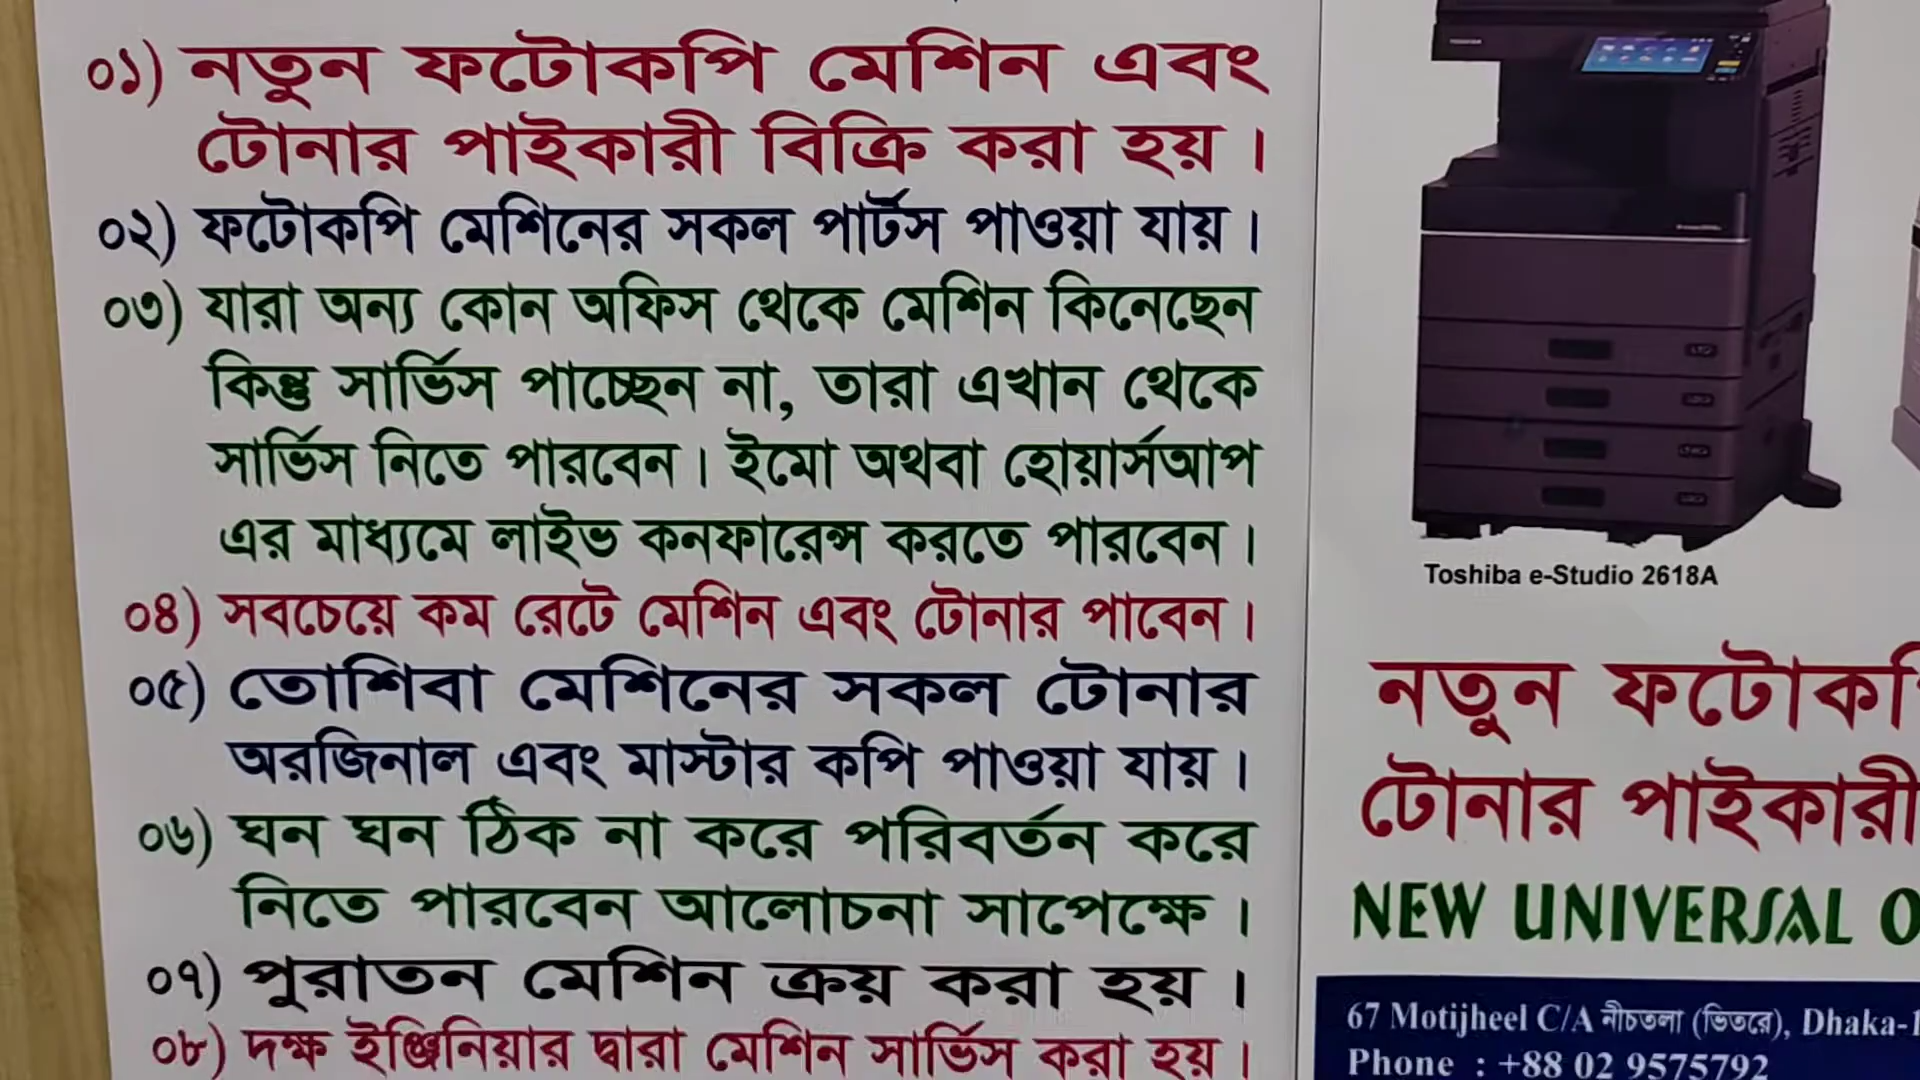 ০১) নতুন ফটোকপি মেশিন এবং
টোনার পাইকারী বিক্রি করা হয়।
০২) ফটোকপি মেশিনের সকল পার্টস পাওয়া যায়।
০৩) যারা অন্য কোন অফিস থেকে মেশিন কিনেছেন
কিন্তু সার্ভিস পাচ্ছেন না, তারা এখান থেকে
সার্ভিস নিতে পারবেন। ইমো অথবা হোয়ার্সআপ
এর মাধ্যমে লাইভ কনফারেন্স করতে পারবেন।
০৪) সবচেয়ে কম রেটে মেশিন এবং টোনার পাবেন।
০৫) তোশিবা মেশিনের সকল টোনার
অরজিনাল এবং মাস্টার কপি পাওয়া যায়।
০৬) ঘন ঘন ঠিক না করে পরিবর্তন করে
নিতে পারবেন আলোচনা সাপেক্ষে।
০৭) পুরাতন মেশিন ক্রয় করা হয়।
০৮) দক্ষ ইঞ্জিনিয়ার দ্বারা মেশিন সার্ভিস করা হয়।
TOSHIBA
Toshiba e-Studio 2618A
নতুন ফটোকপি
টোনার পাইকারী
NEW UNIVERSAL O
67 Motijheel C/A নীচতলা (ভিতরে), Dhaka-1
Phone : +88 02 9575792